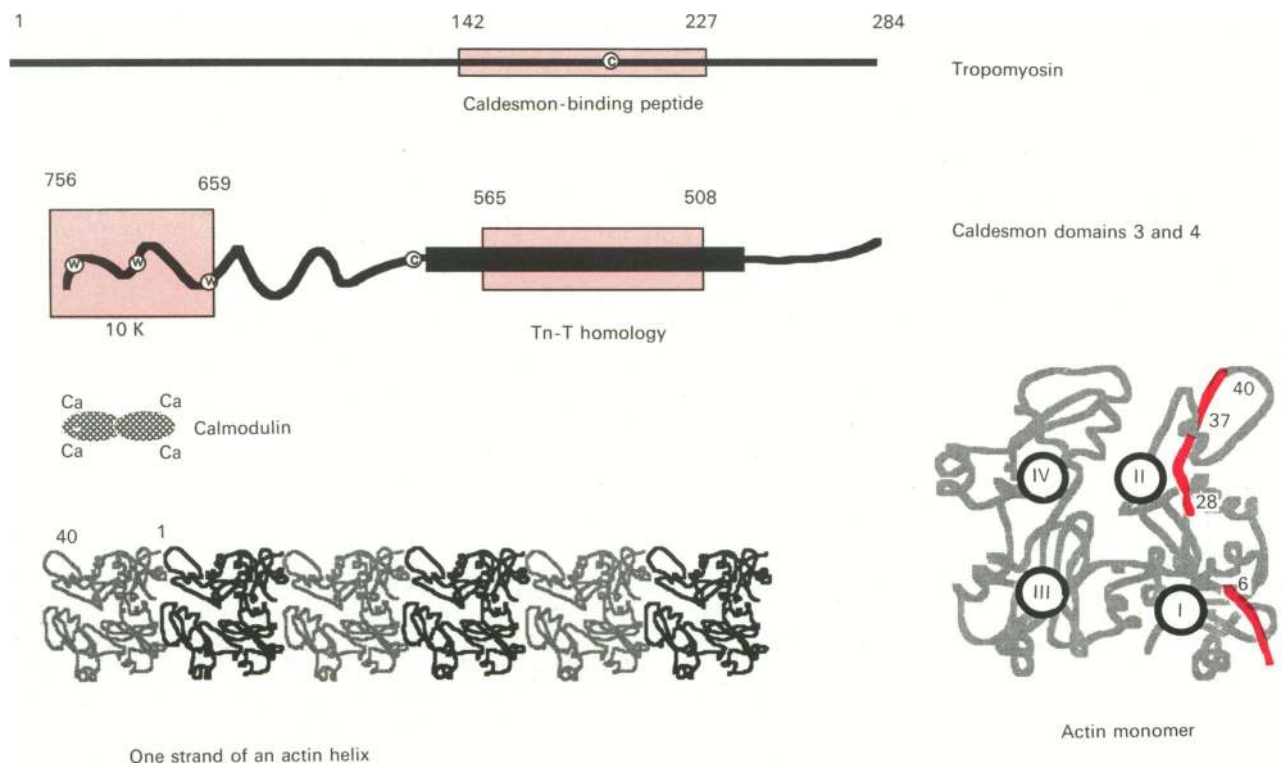 1 142 227 284
C
Tropomyosin
Caldesmon-binding peptide
756 659 565 508
Caldesmon domains 3 and 4
W W W C
10 K
Tn-T homology
Ca Ca
Calmodulin
Ca Ca
40 1
One strand of an actin helix
40
37
IV II
28
6
III I
Actin monomer